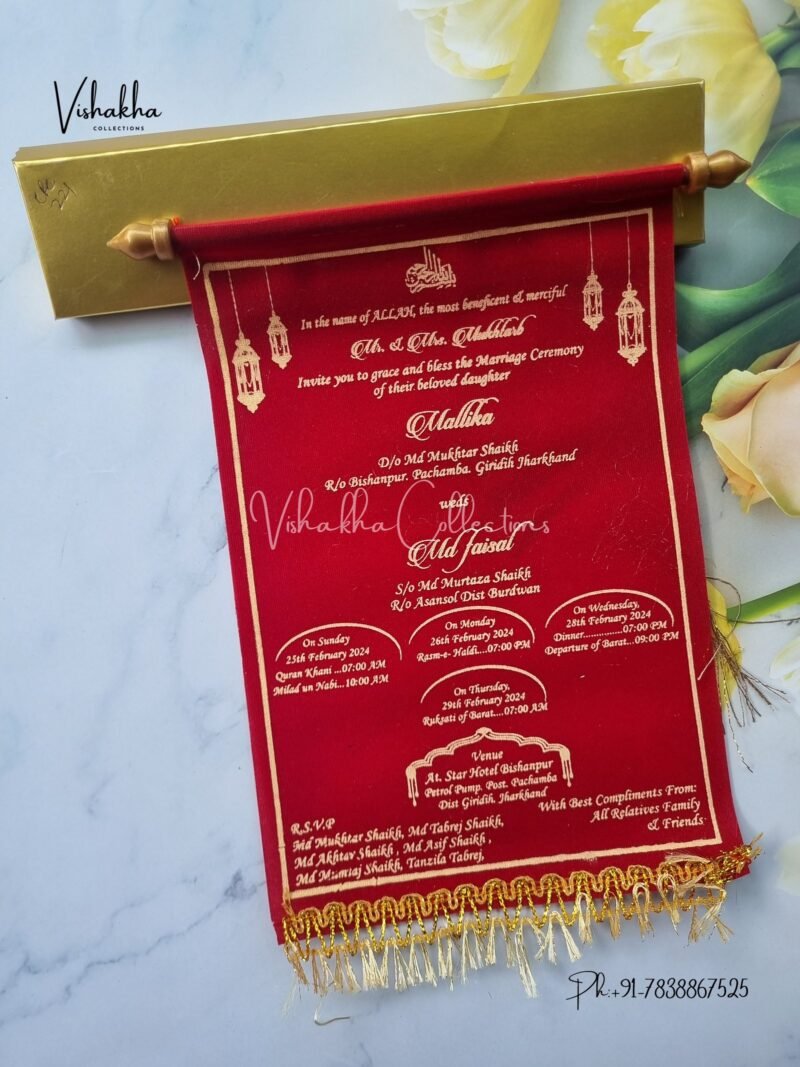 Vishakha
COLLECTIONS
In the name of ALLAH, the most beneficent & merciful
Mr. & Mrs. Mukhtarb
Invite you to grace and bless the Marriage Ceremony
of their beloved daughter
Mallika
D/o Md Mukhtar Shaikh
R/o Bishanpur, Pachamba. Giridih Jharkhand
weds
Vishakha Collections
Md faisal
S/o Md Murtaza Shaikh
R/o Asansol Dist Burdwan
On Sunday
25th February 2024
Quran Khani ...07:00 AM
Milad un Nabi...10:00 AM
On Monday
26th February 2024
Rasm-e- Haldi....07:00 PM
On Wednesday,
28th February 2024
Dinner...............07:00 PM
Departure of Barat...09:00 PM
On Thursday,
29th February 2024
Ruksati of Barat....07:00 AM
Venue
At. Star Hotel Bishanpur
Petrol Pump. Post. Pachamba
Dist Giridih, Jharkhand
R.S.V.P
Md Mukhtar Shaikh, Md Tabrej Shaikh,
Md Akhtav Shaikh , Md Asif Shaikh ,
Md Mumtaj Shaikh, Tanzila Tabrej,
With Best Compliments From:
All Relatives Family
& Friends
Ph:+91-7838867525